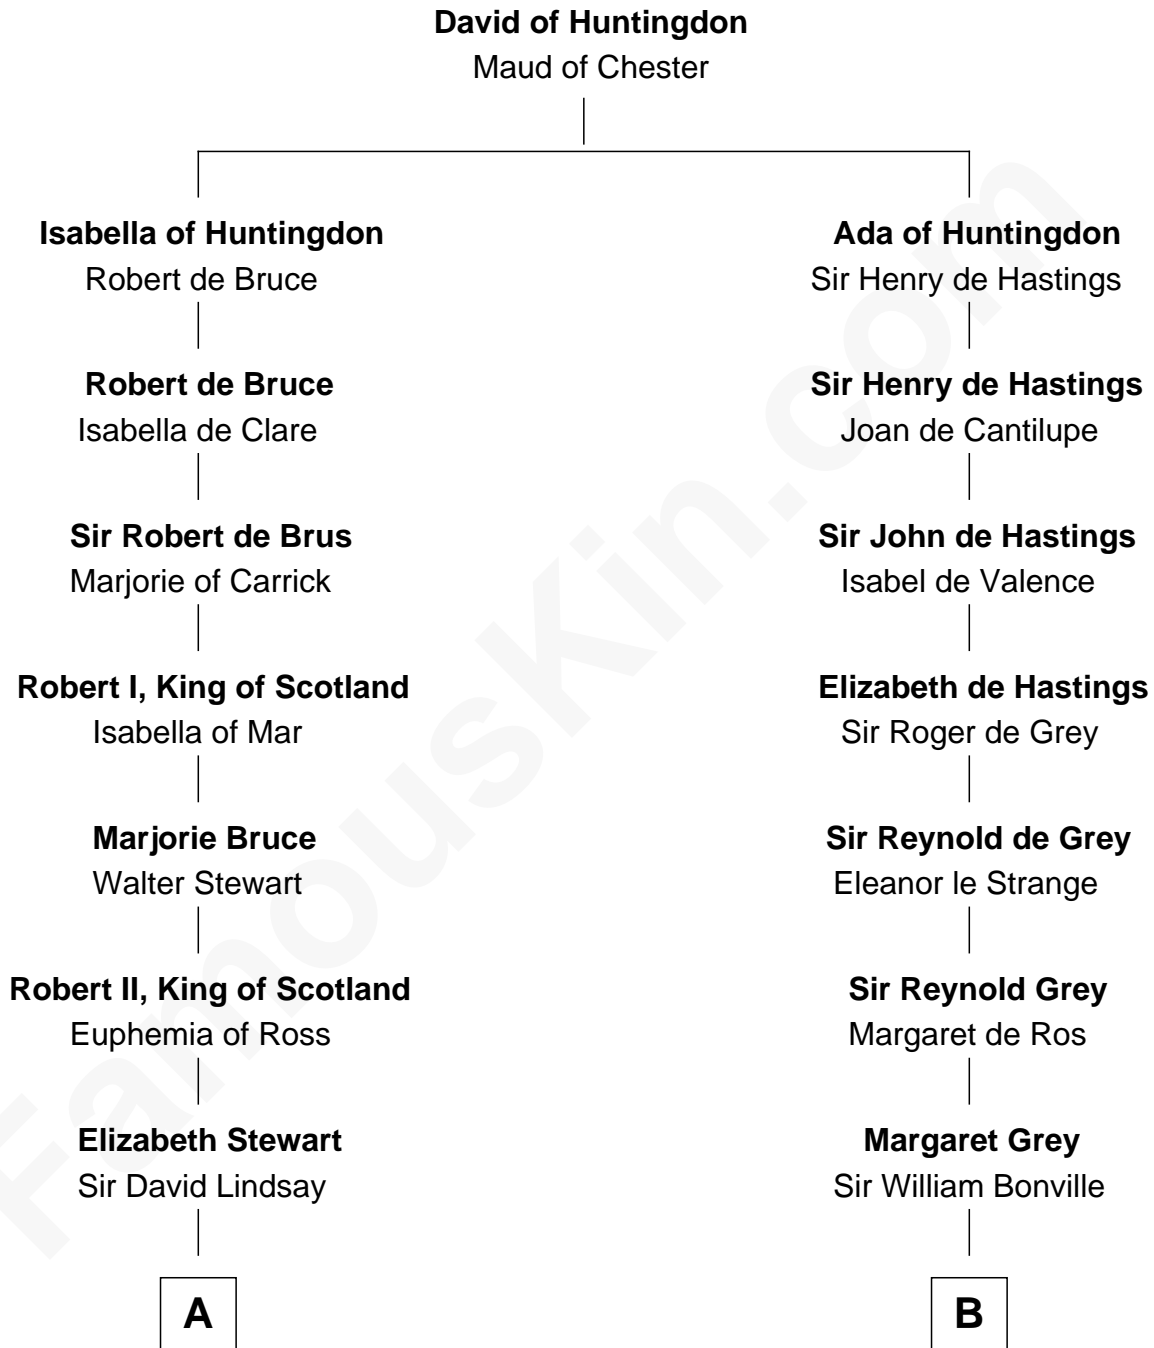 David of Huntingdon
Maud of Chester
Isabella of Huntingdon
Robert de Bruce
Robert de Bruce
Isabella de Clare
Sir Robert de Brus
Marjorie of Carrick
Robert I, King of Scotland
Isabella of Mar
Marjorie Bruce
Walter Stewart
Robert II, King of Scotland
Euphemia of Ross
Elizabeth Stewart
Sir David Lindsay
A
Ada of Huntingdon
Sir Henry de Hastings
Sir Henry de Hastings
Joan de Cantilupe
Sir John de Hastings
Isabel de Valence
Elizabeth de Hastings
Sir Roger de Grey
Sir Reynold de Grey
Eleanor le Strange
Sir Reynold Grey
Margaret de Ros
Margaret Grey
Sir William Bonville
B
FamousKin.com